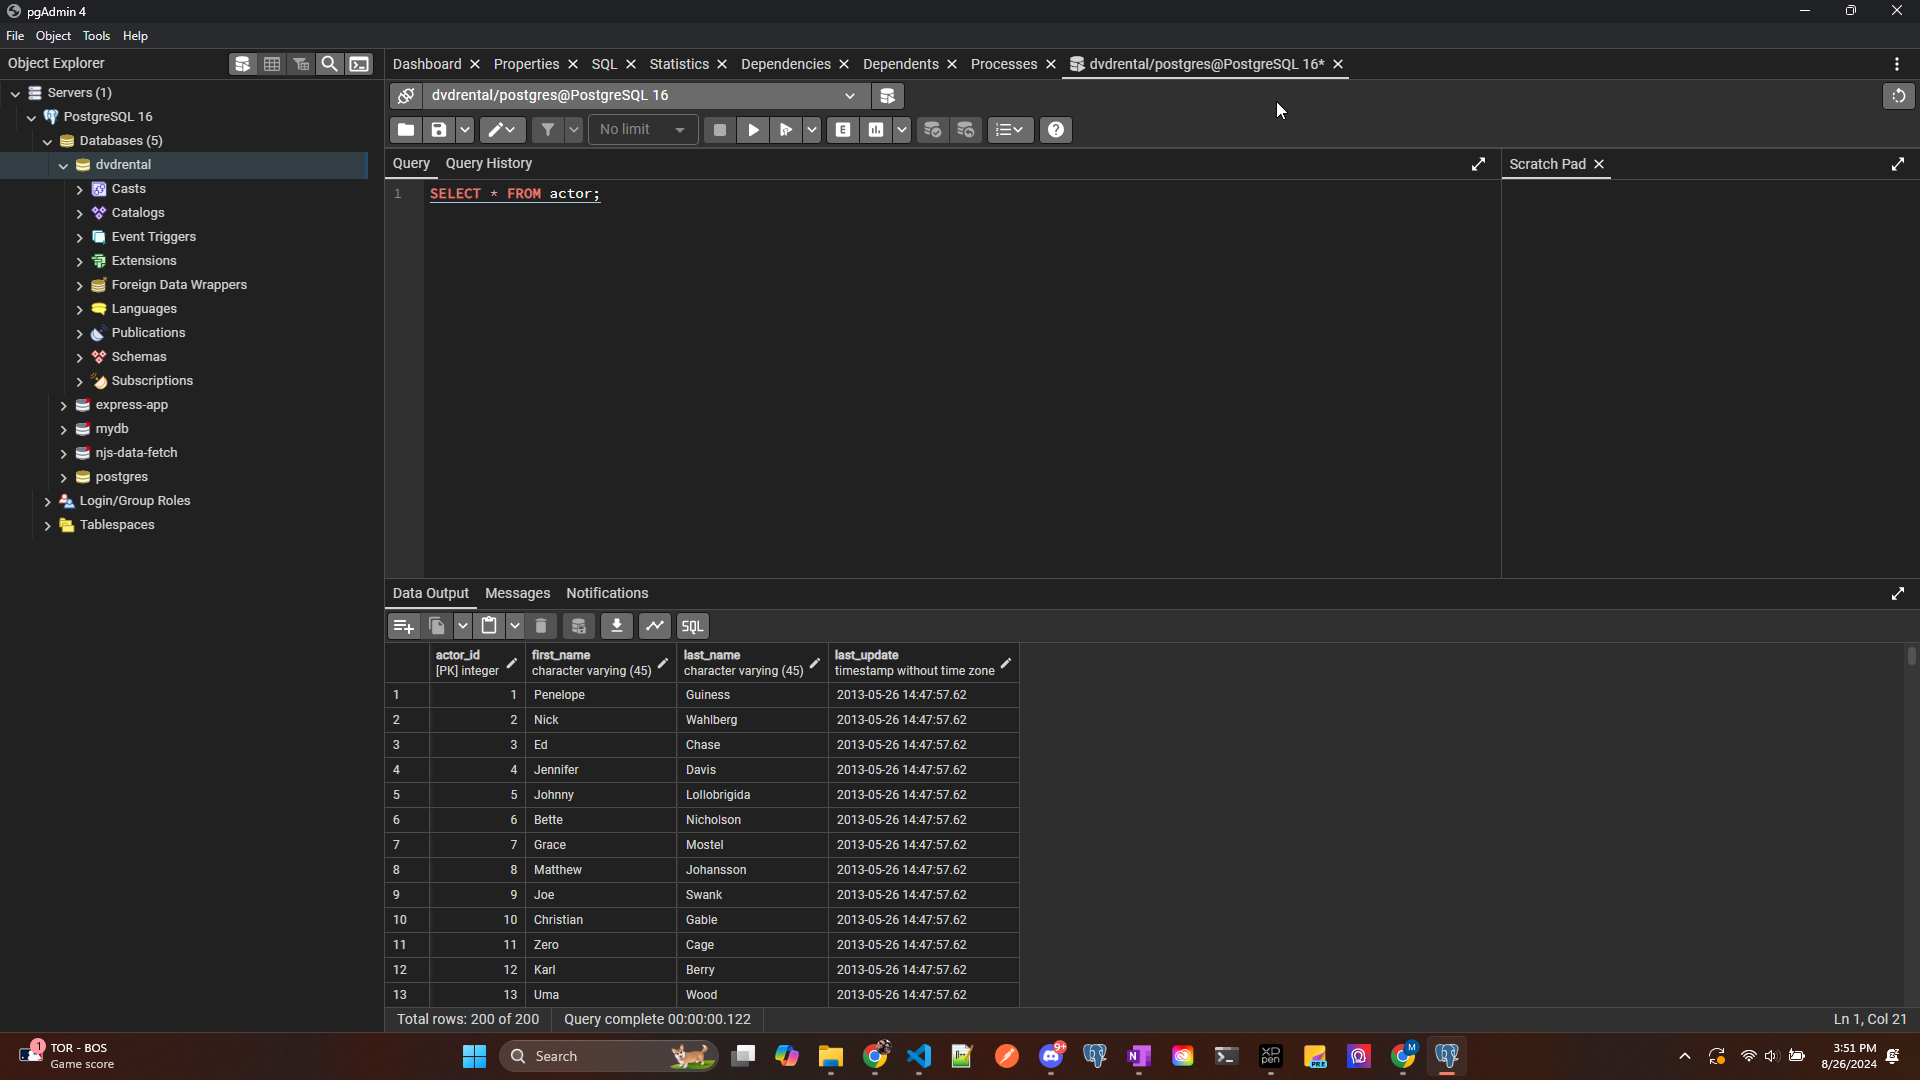 pgAdmin 4
File Object Tools Help
Object Explorer
Dashboard Properties SQL Statistics Dependencies Dependents Processes dvdrental/postgres@PostgreSQL 16*
Servers (1)
PostgreSQL 16
Databases (5)
dvdrental
Casts
Catalogs
Event Triggers
Extensions
Foreign Data Wrappers
Languages
Publications
Schemas
Subscriptions
express-app
mydb
njs-data-fetch
postgres
Login/Group Roles
Tablespaces
dvdrental/postgres@PostgreSQL 16
No limit E
Query Query History
Scratch Pad
1 SELECT * FROM actor;
Data Output Messages Notifications
SQL
actor_id first_name last_name last_update
[PK] integer character varying (45) character varying (45) timestamp without time zone
1 1 Penelope Guiness 2013-05-26 14:47:57.62
2 2 Nick Wahlberg 2013-05-26 14:47:57.62
3 3 Ed Chase 2013-05-26 14:47:57.62
4 4 Jennifer Davis 2013-05-26 14:47:57.62
5 5 Johnny Lollobrigida 2013-05-26 14:47:57.62
6 6 Bette Nicholson 2013-05-26 14:47:57.62
7 7 Grace Mostel 2013-05-26 14:47:57.62
8 8 Matthew Johansson 2013-05-26 14:47:57.62
9 9 Joe Swank 2013-05-26 14:47:57.62
10 10 Christian Gable 2013-05-26 14:47:57.62
11 11 Zero Cage 2013-05-26 14:47:57.62
12 12 Karl Berry 2013-05-26 14:47:57.62
13 13 Uma Wood 2013-05-26 14:47:57.62
Total rows: 200 of 200 Query complete 00:00:00.122 Ln 1, Col 21
1 TOR - BOS
Game score
Search
9+
XP
PEN
PRE
M
3:51 PM
8/26/2024